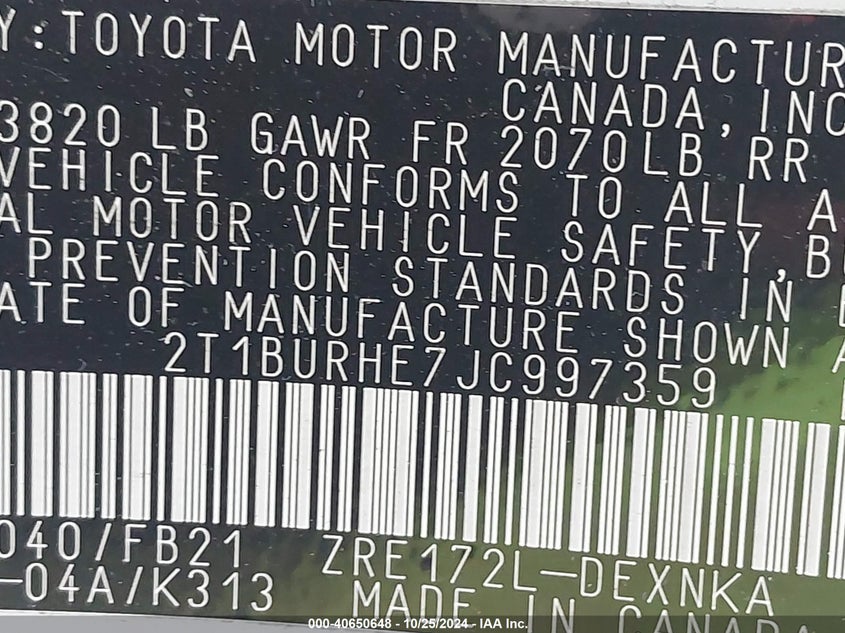 Y:TOYOTA MOTOR MANUFACTUR
CANADA, INC
3820 LB GAWR FR 2070LB RR
VEHICLE CONFORMS TO ALL A
AL MOTOR VEHICLE SAFETY, B
PREVENTION STANDARDS IN
ATE OF MANUFACTURE SHOWN A
2T1BURHE7JC997359
040/FB21 ZRE172L-DEXNKA
-04A/K313 MADE IN CANADA
000-40650648 - 10/25/2024 - IAA Inc.